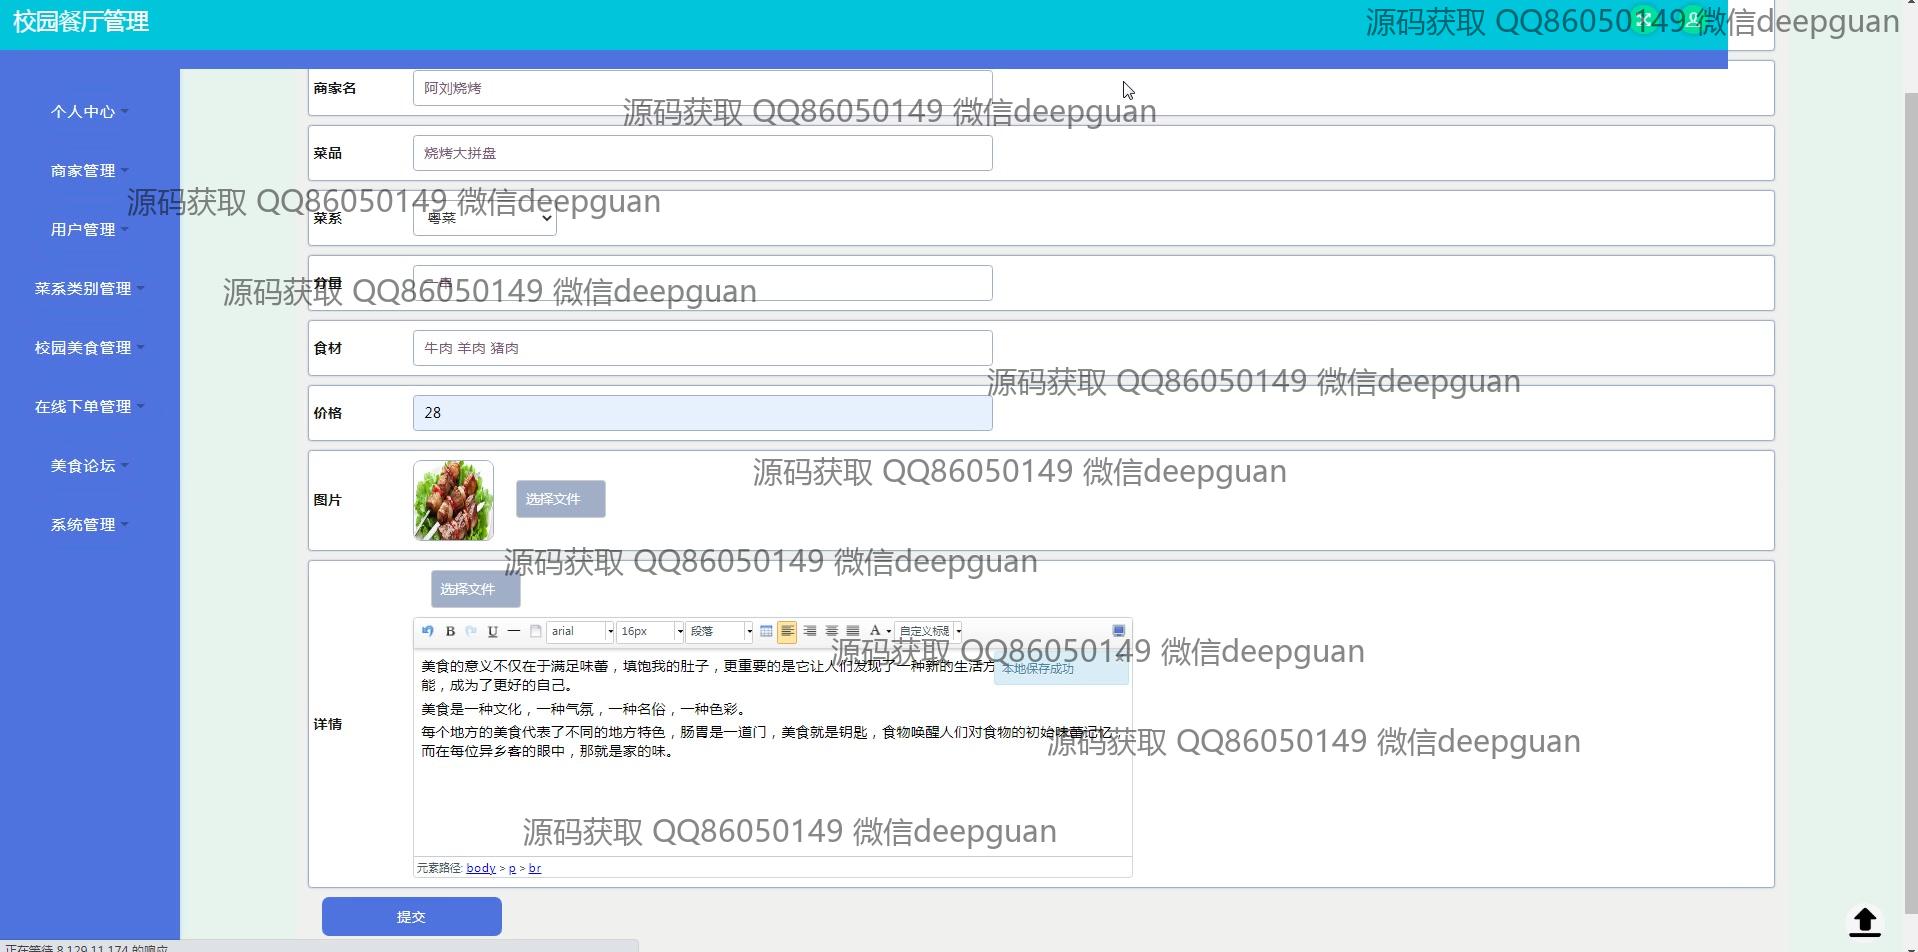 校园餐厅管理
源码获取 QQ86050149 微信deepguan
商家名
阿刘烧烤
个人中心
源码获取 QQ86050149 微信deepguan
菜品
烧烤大拼盘
商家管理
源码获取 QQ86050149 微信deepguan
菜系
粤菜
用户管理
分量
一串
菜系类别管理
源码获取 QQ86050149 微信deepguan
食材
牛肉 羊肉 猪肉
校园美食管理
源码获取 QQ86050149 微信deepguan
价格
28
在线下单管理
美食论坛
源码获取 QQ86050149 微信deepguan
图片
选择文件
系统管理
源码获取 QQ86050149 微信deepguan
选择文件
B U arial 16px 段落 A 自定义标题
源码获取 QQ86050149 微信deepguan
美食的意义不仅在于满足味蕾，填饱我的肚子，更重要的是它让人们发现了一种新的生活方
本地保存成功
能，成为了更好的自己。
美食是一种文化，一种气氛，一种名俗，一种色彩。
详情
每个地方的美食代表了不同的地方特色，肠胃是一道门，美食就是钥匙，食物唤醒人们对食物的初始味蕾记忆，
源码获取 QQ86050149 微信deepguan
而在每位异乡客的眼中，那就是家的味。
源码获取 QQ86050149 微信deepguan
元素路径: body > p > br
提交
正在等待 8.129.11.174 的响应